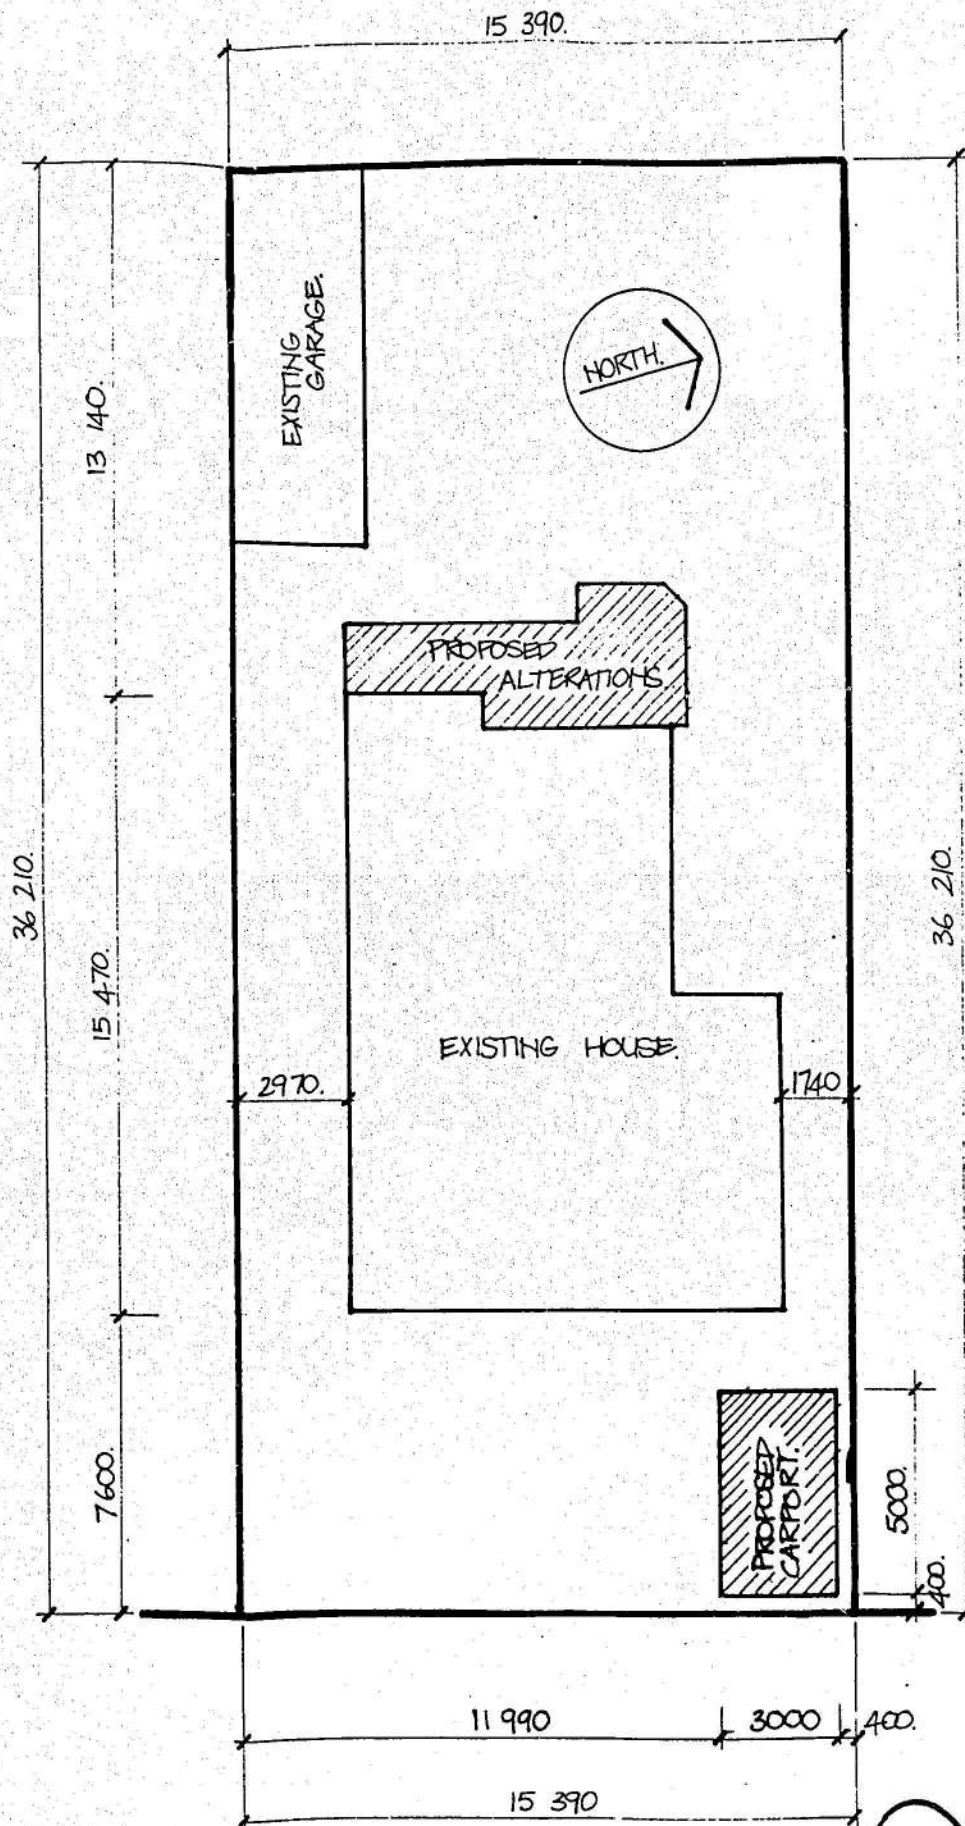 15 390.
EXISTING
GARAGE.
NORTH.
13 140.
PROPOSED
ALTERATIONS.
36 210.
36 210.
15 470.
EXISTING HOUSE.
2970.
1740
7600.
PROPOSED
CARPORT.
5000.
400.
11 990
3000
400.
15 390